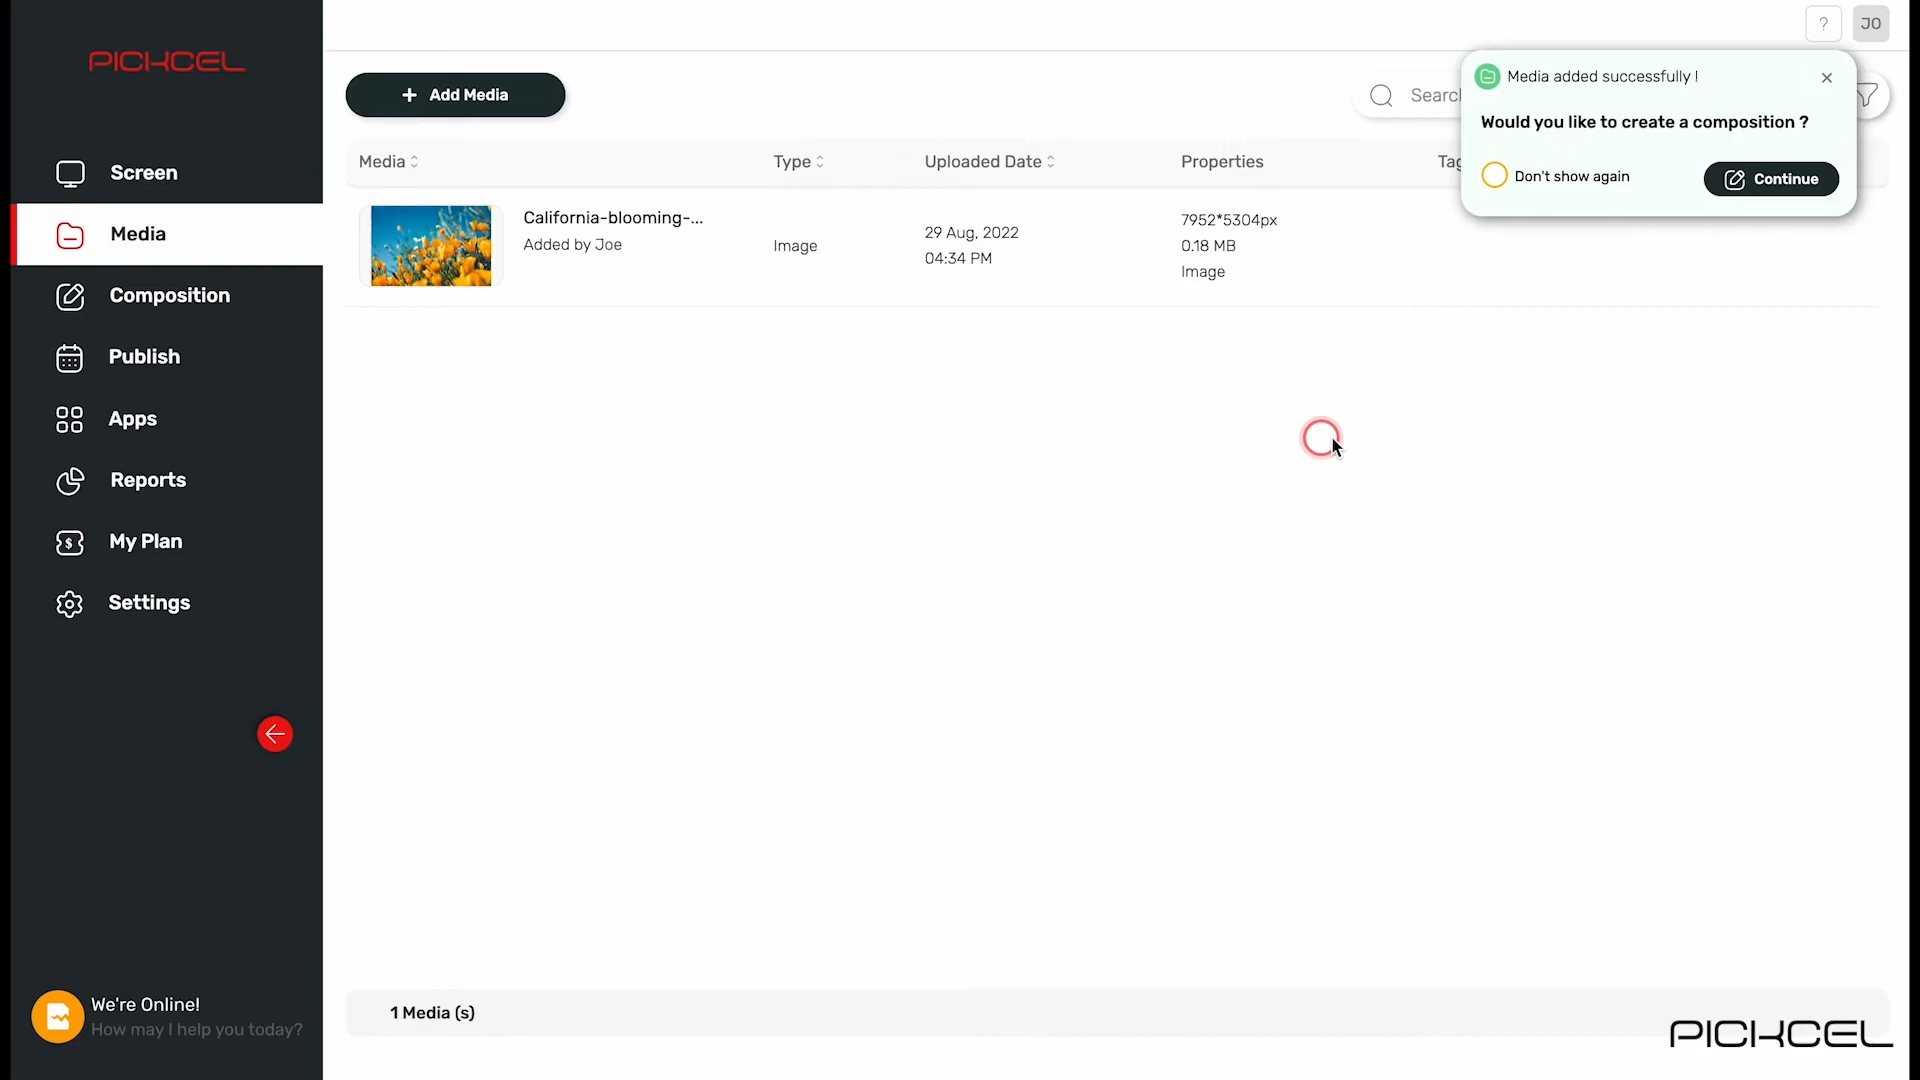 PICKCEL
Screen
Media
Composition
Publish
Apps
Reports
My Plan
Settings
We're Online!
How may I help you today?
?
JO
+ Add Media
Search
Media added successfully !
Would you like to create a composition ?
Don't show again
Continue
Media
Type
Uploaded Date
Properties
California-blooming-...
Added by Joe
Image
29 Aug, 2022
04:34 PM
7952*5304px
0.18 MB
Image
1 Media (s)
PICKCEL